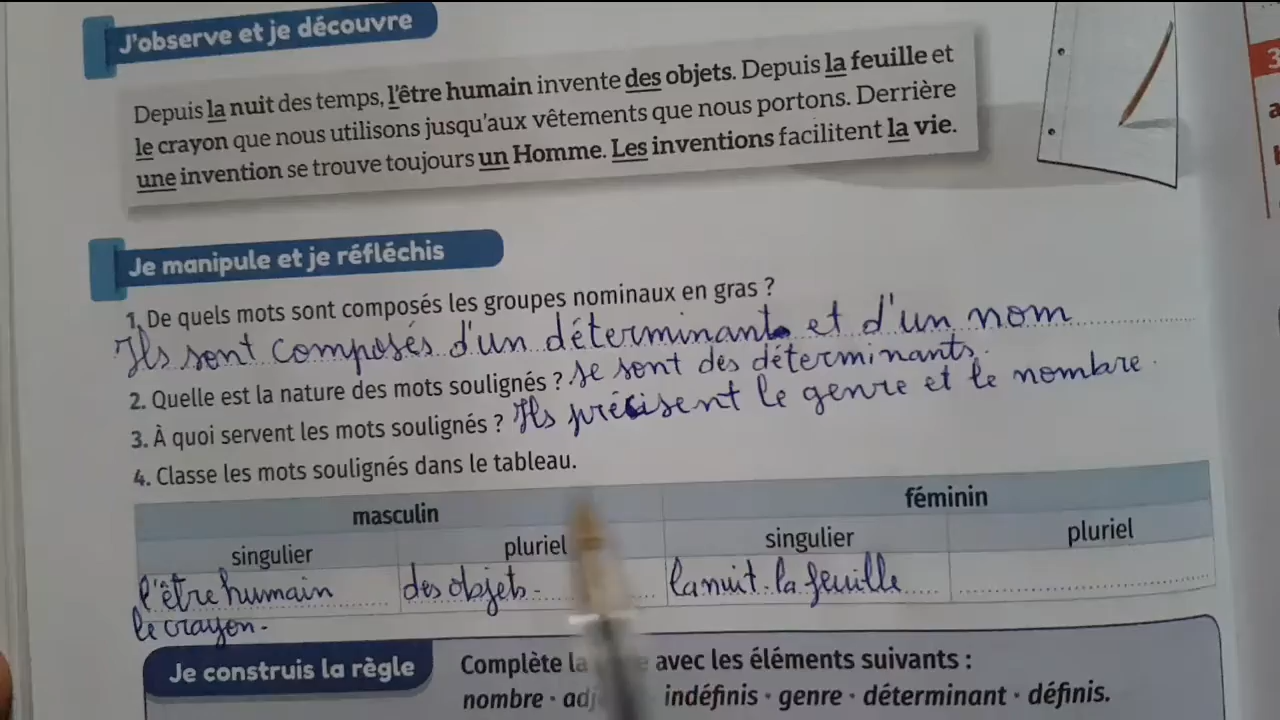 J'observe et je découvre
Depuis la nuit des temps, l'être humain invente des objets. Depuis la feuille et
le crayon que nous utilisons jusqu'aux vêtements que nous portons. Derrière
une invention se trouve toujours un Homme. Les inventions facilitent la vie.
Je manipule et je réfléchis
1. De quels mots sont composés les groupes nominaux en gras ?
Ils sont composés d'un déterminant et d'un nom
2. Quelle est la nature des mots soulignés ? se sont des déterminants.
3. À quoi servent les mots soulignés ? Ils précisent le genre et le nombre.
4. Classe les mots soulignés dans le tableau.
masculin féminin
singulier pluriel singulier pluriel
l'être humain des objets- la nuit. la feuille
le crayon-
Je construis la règle
Complète la avec les éléments suivants :
nombre · indéfinis · genre · déterminant · définis.
3